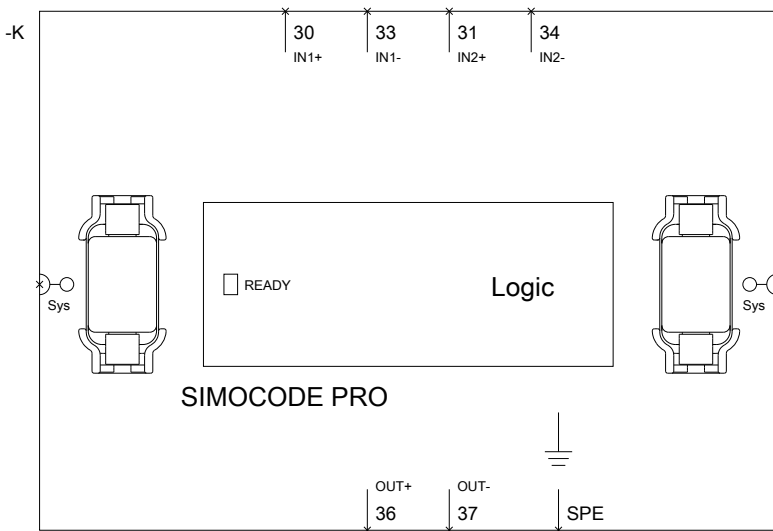 -K
30 33 31 34
IN1+ IN1- IN2+ IN2-
READY
Logic
Sys
Sys
SIMOCODE PRO
OUT+ OUT-
36 37 SPE